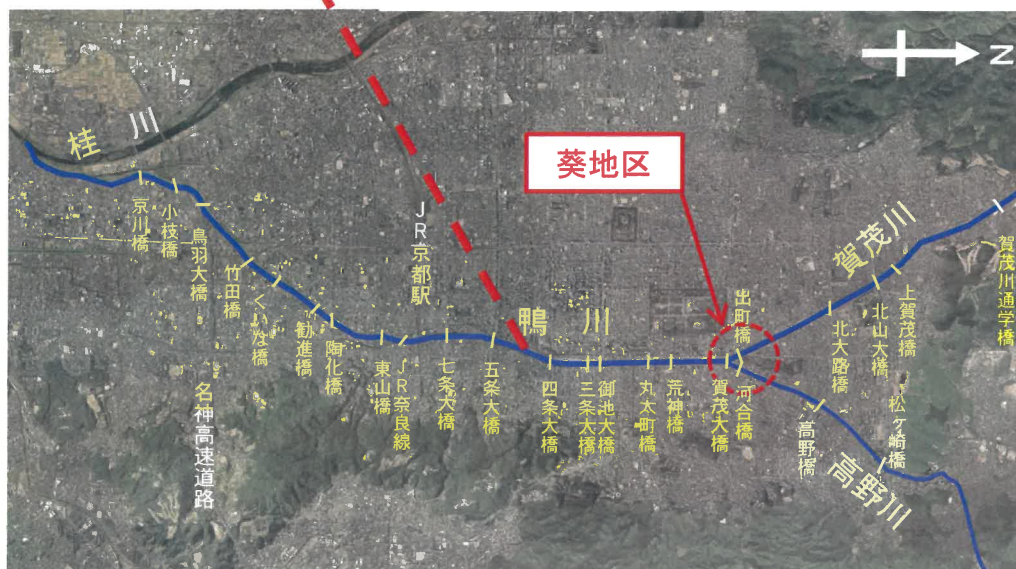 N
葵地区
桂川
京川橋
小枝橋
鳥羽大橋
竹田橋
くいな橋
勧進橋
陶化橋
名神高速道路
JR京都駅
東山橋
JR奈良線
七条大橋
五条大橋
鴨川
四条大橋
三条大橋
御池大橋
丸太町橋
荒神橋
賀茂大橋
出町橋
河合橋
賀茂川
北大路橋
北山大橋
上賀茂橋
賀茂川通学橋
高野橋
松ヶ崎橋
高野川